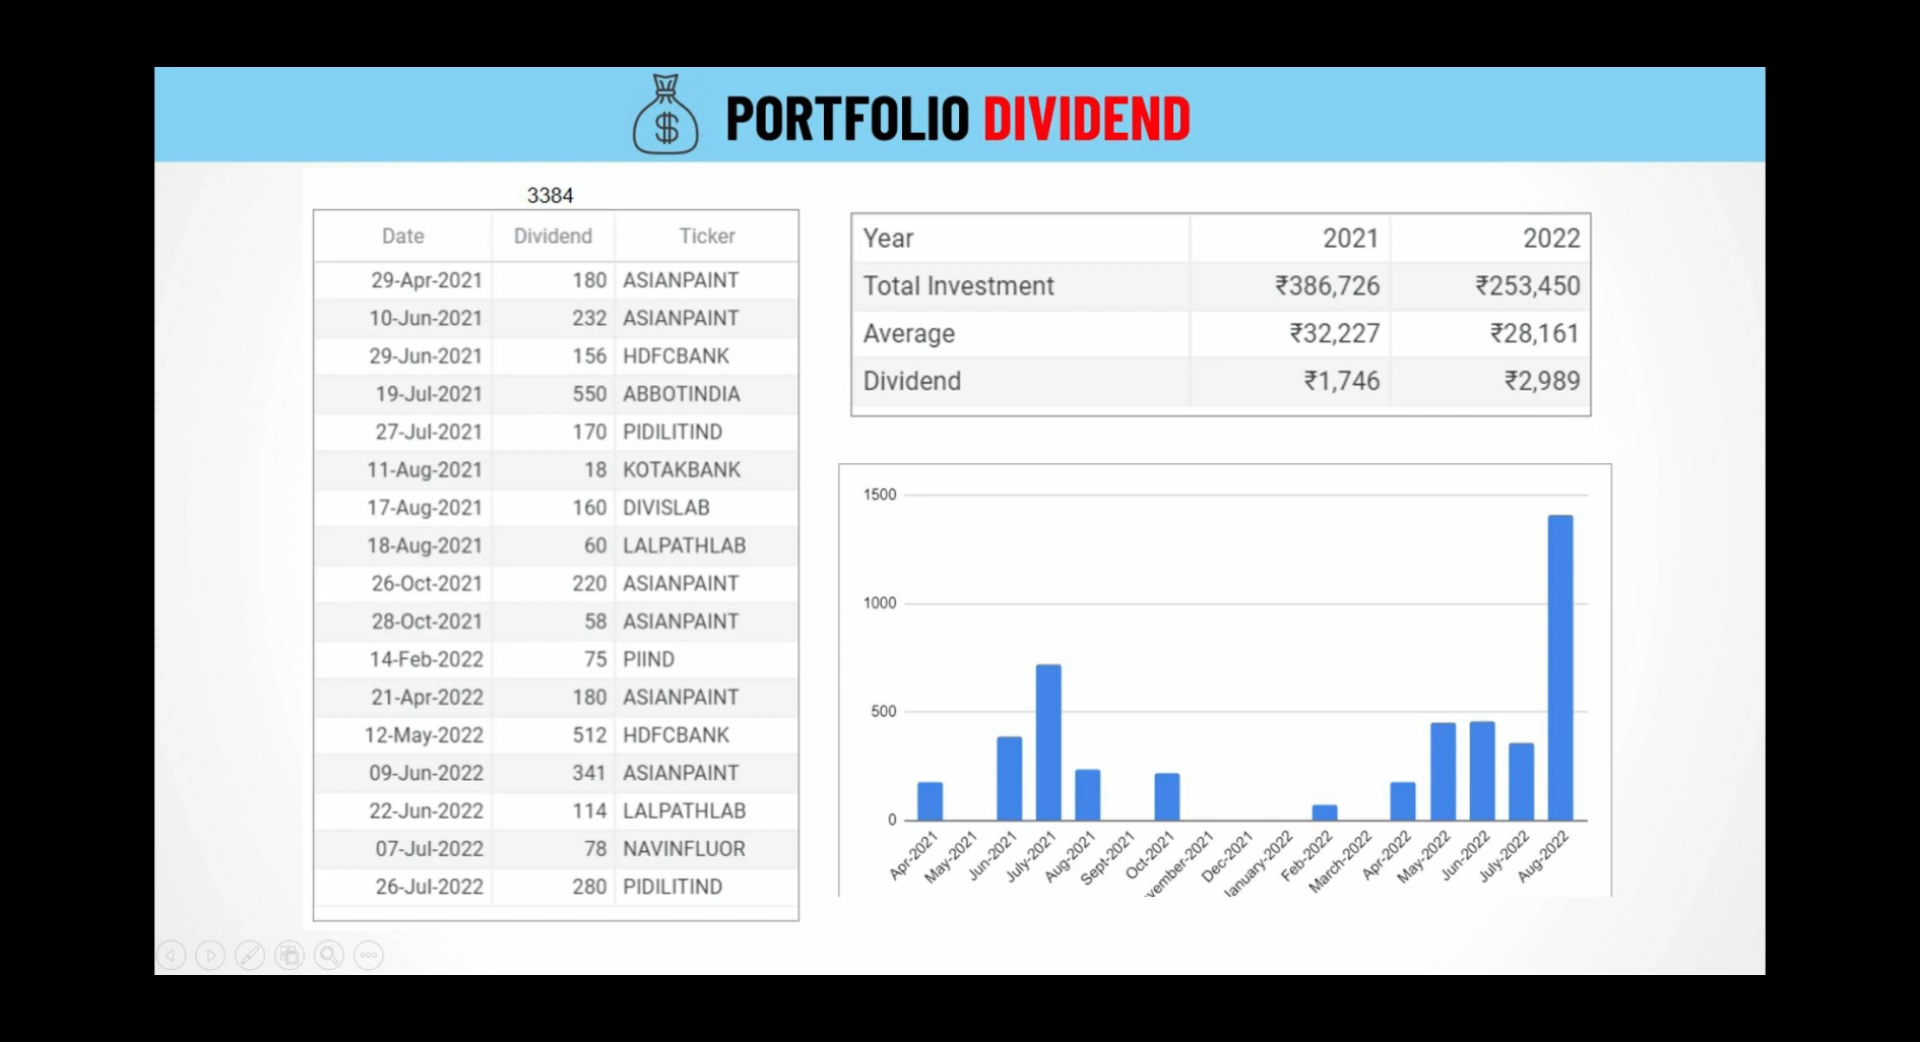 PORTFOLIO DIVIDEND
3384
Date Dividend Ticker
29-Apr-2021 180 ASIANPAINT
10-Jun-2021 232 ASIANPAINT
29-Jun-2021 156 HDFCBANK
19-Jul-2021 550 ABBOTINDIA
27-Jul-2021 170 PIDILITIND
11-Aug-2021 18 KOTAKBANK
17-Aug-2021 160 DIVISLAB
18-Aug-2021 60 LALPATHLAB
26-Oct-2021 220 ASIANPAINT
28-Oct-2021 58 ASIANPAINT
14-Feb-2022 75 PIIND
21-Apr-2022 180 ASIANPAINT
12-May-2022 512 HDFCBANK
09-Jun-2022 341 ASIANPAINT
22-Jun-2022 114 LALPATHLAB
07-Jul-2022 78 NAVINFLUOR
26-Jul-2022 280 PIDILITIND
Year 2021 2022
Total Investment ₹386,726 ₹253,450
Average ₹32,227 ₹28,161
Dividend ₹1,746 ₹2,989
1500
1000
500
0
Apr-2021
May-2021
Jun-2021
July-2021
Aug-2021
Sept-2021
Oct-2021
vember-2021
Dec-2021
January-2022
Feb-2022
March-2022
Apr-2022
May-2022
Jun-2022
July-2022
Aug-2022